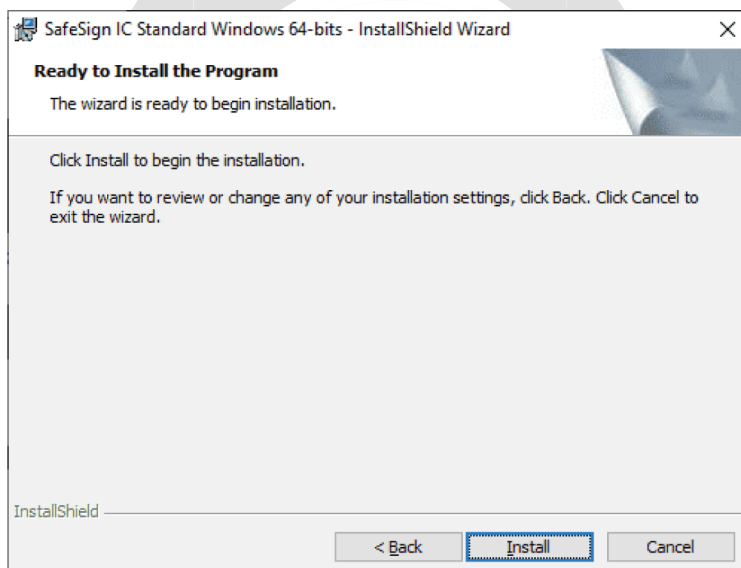 SafeSign IC Standard Windows 64-bits - InstallShield Wizard
Ready to Install the Program
The wizard is ready to begin installation.
Click Install to begin the installation.
If you want to review or change any of your installation settings, click Back. Click Cancel to
exit the wizard.
InstallShield
< Back
Install
Cancel